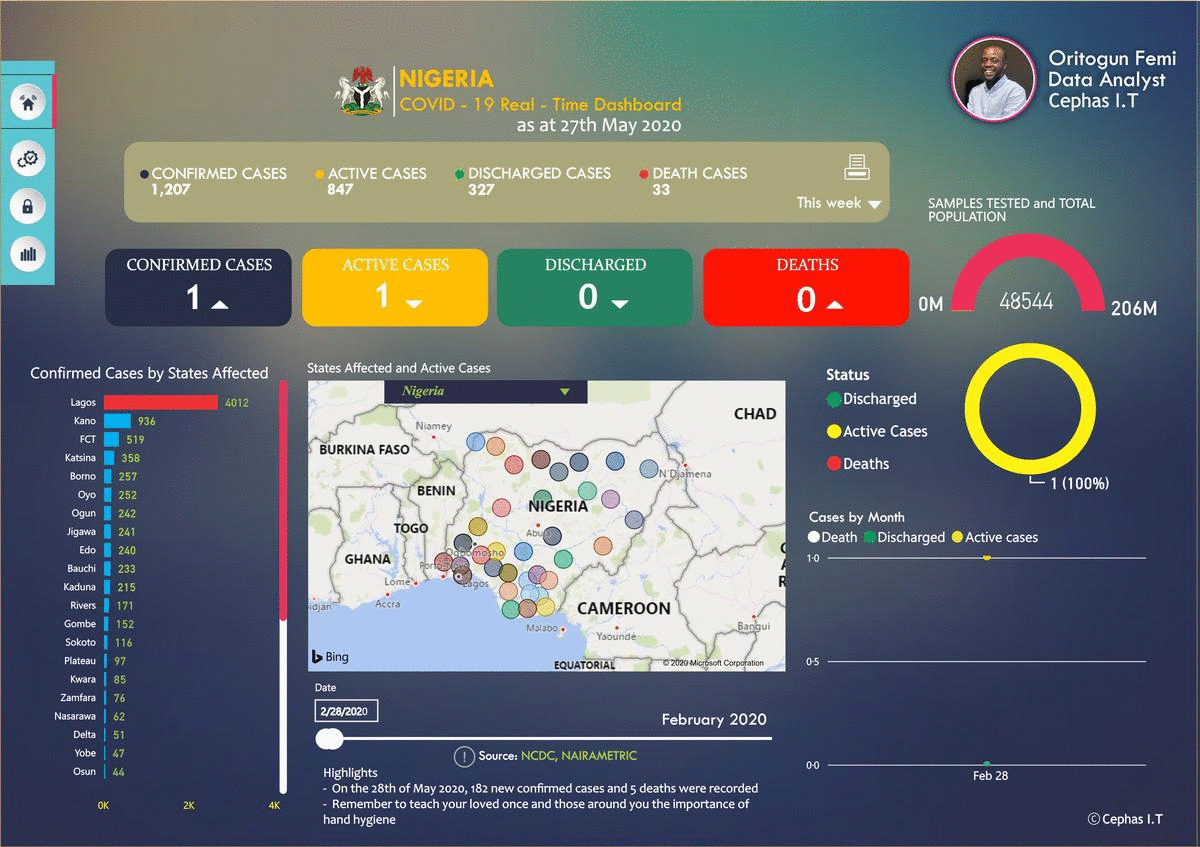 NIGERIA
COVID - 19 Real - Time Dashboard
as at 27th May 2020
Oritogun Femi
Data Analyst
Cephas I.T
CONFIRMED CASES
1,207
ACTIVE CASES
847
DISCHARGED CASES
327
DEATH CASES
33
This week
SAMPLES TESTED and TOTAL
POPULATION
0M
48544
206M
CONFIRMED CASES
1
ACTIVE CASES
1
DISCHARGED
0
DEATHS
0
Confirmed Cases by States Affected
Lagos 4012
Kano 936
FCT 519
Katsina 358
Borno 257
Oyo 252
Ogun 242
Jigawa 241
Edo 240
Bauchi 233
Kaduna 215
Rivers 171
Gombe 152
Sokoto 116
Plateau 97
Kwara 85
Zamfara 76
Nasarawa 62
Delta 51
Yobe 47
Osun 44
0K 2K 4K
States Affected and Active Cases
Nigeria
CHAD
Niamey
BURKINA FASO
N'Djamena
BENIN
NIGERIA
TOGO
Abuja
Ogbomosho
GHANA
Porto-Novo
Lomé
Lagos
Accra
CAMEROON
Malabo
Yaoundé
Bangui
EQUATORIAL
Bing
© 2020 Microsoft Corporation
Date
2/28/2020
February 2020
Source: NCDC, NAIRAMETRIC
Highlights
- On the 28th of May 2020, 182 new confirmed cases and 5 deaths were recorded
- Remember to teach your loved once and those around you the importance of
hand hygiene
Status
Discharged
Active Cases
Deaths
1 (100%)
Cases by Month
Death Discharged Active cases
1·0
0·5
0·0
Feb 28
© Cephas I.T